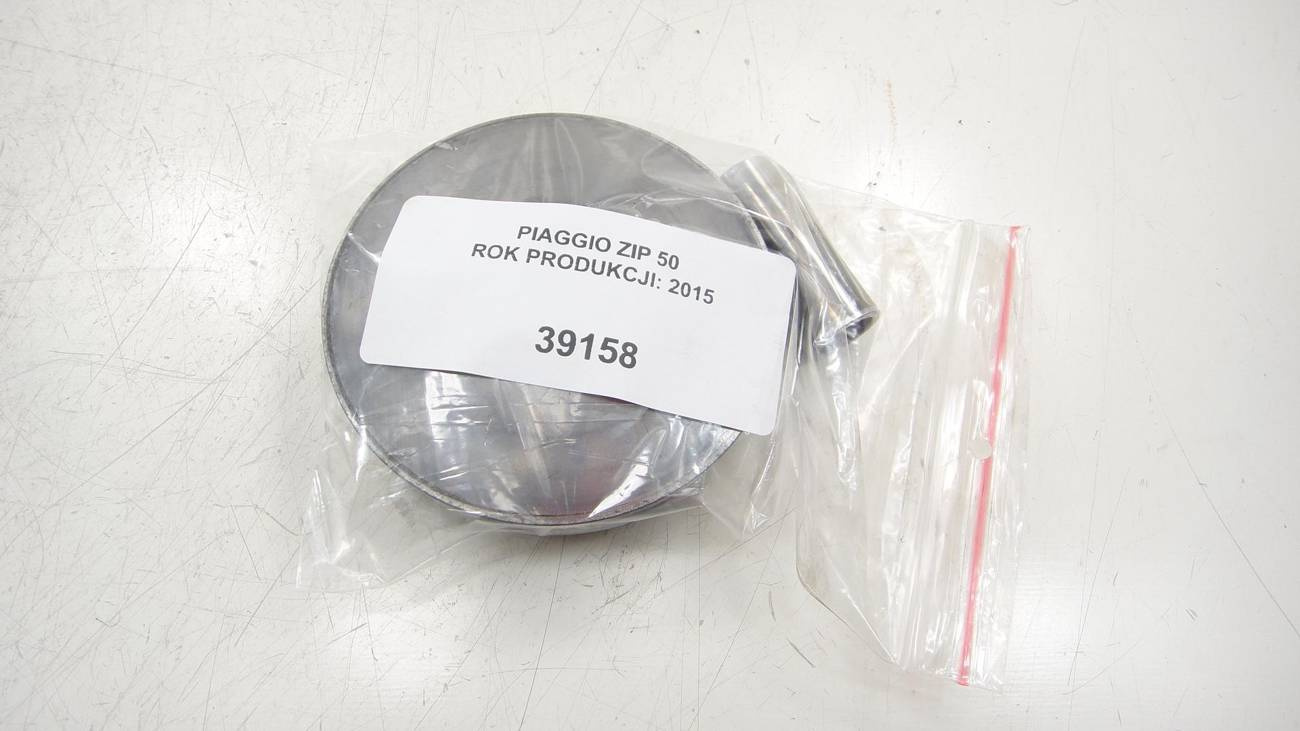 PIAGGIO ZIP 50
ROK PRODUKCJI: 2015
39158